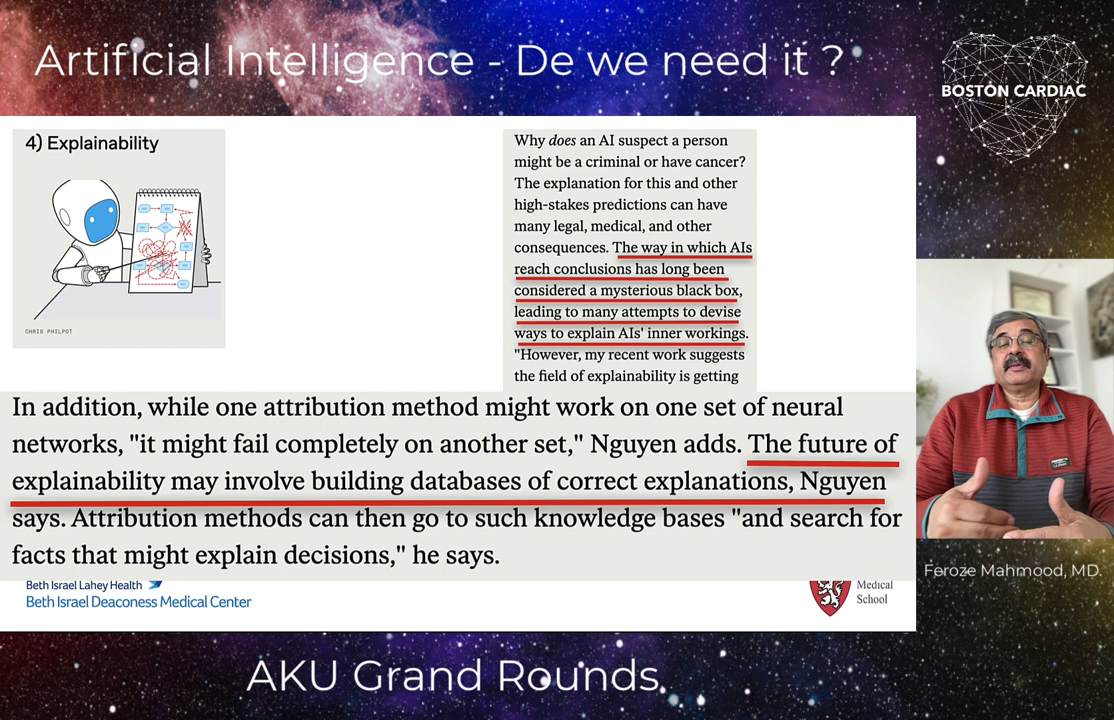 Artificial Intelligence - De we need it ?
BOSTON CARDIAC
4) Explainability
CHRIS PHILPOT
Why does an AI suspect a person
might be a criminal or have cancer?
The explanation for this and other
high-stakes predictions can have
many legal, medical, and other
consequences. The way in which AIs
reach conclusions has long been
considered a mysterious black box,
leading to many attempts to devise
ways to explain AIs' inner workings.
"However, my recent work suggests
the field of explainability is getting
In addition, while one attribution method might work on one set of neural
networks, "it might fail completely on another set," Nguyen adds. The future of
explainability may involve building databases of correct explanations, Nguyen
says. Attribution methods can then go to such knowledge bases "and search for
facts that might explain decisions," he says.
Beth Israel Lahey Health
Beth Israel Deaconess Medical Center
Medical
School
Feroze Mahmood, MD.
AKU Grand Rounds